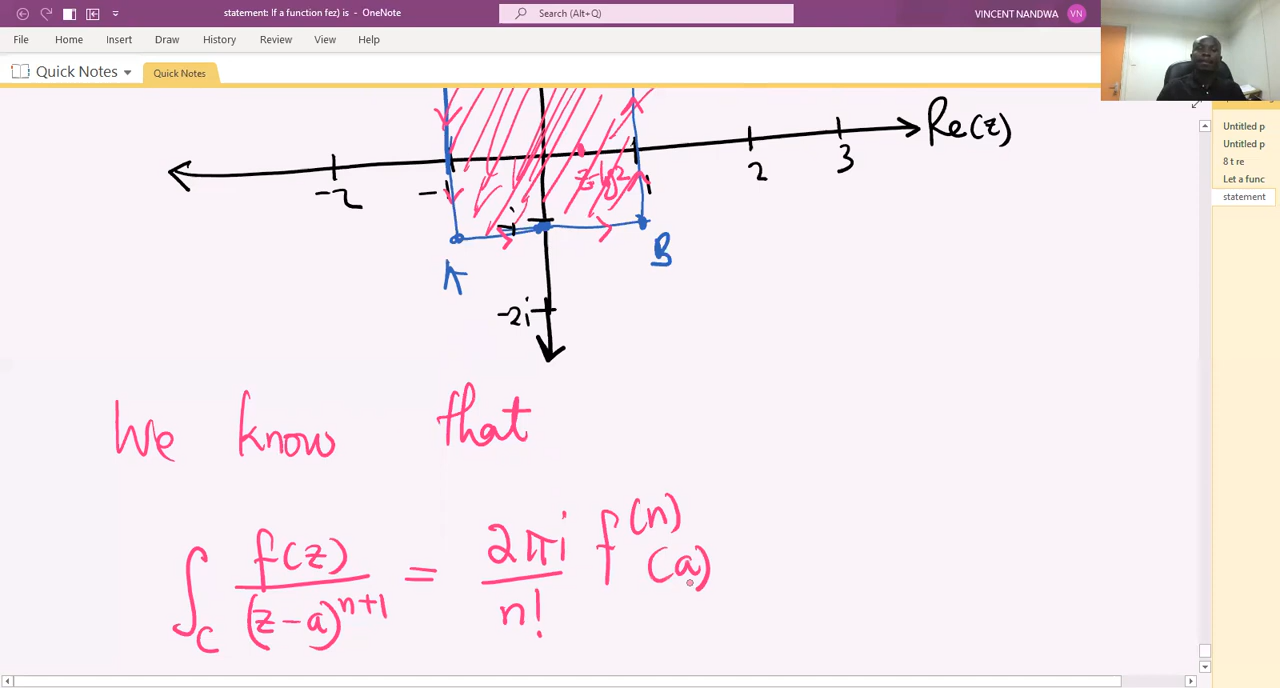 statement: If a function fez) is - OneNote
Search (Alt+Q)
VINCENT NANDWA VN
File Home Insert Draw History Review View Help
Quick Notes
Quick Notes
Untitled p
Untitled p
8 t re
Let a func
statement
Re(z)
-2 -1 1 2 3
-i
A B
-2i
We know that
∫_C f(z)/(z-a)^{n+1} = 2πi/n! f^{(n)}(a)